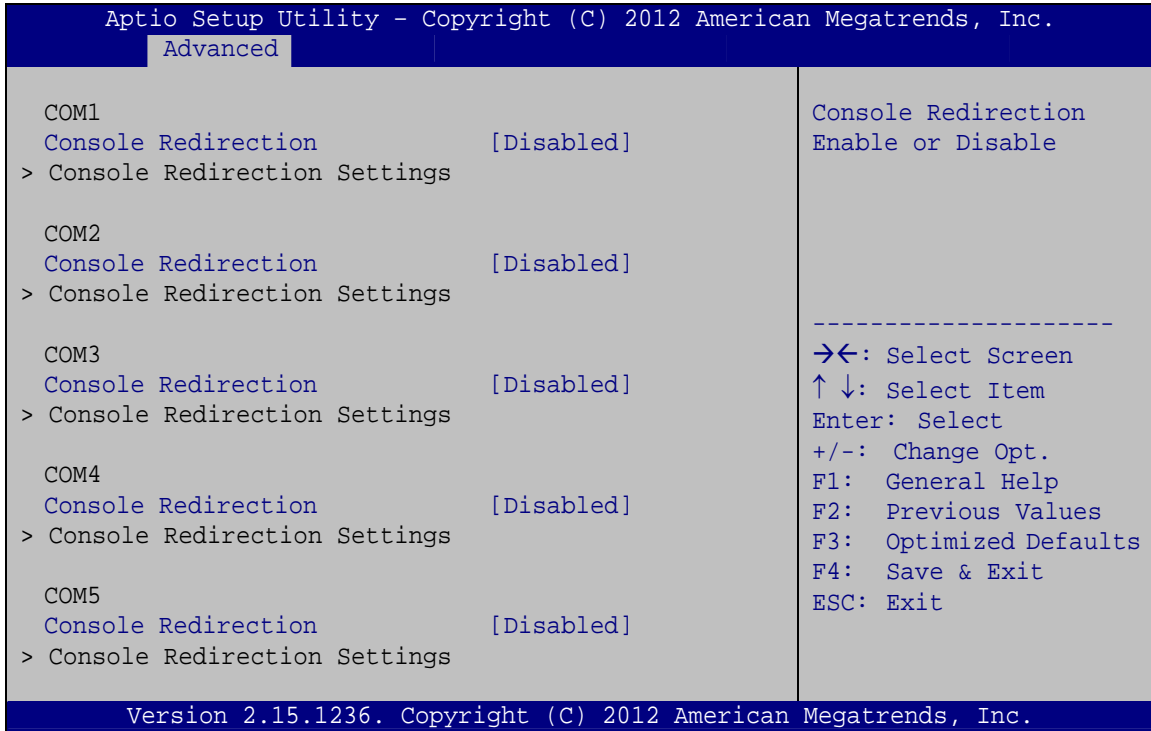 Aptio Setup Utility – Copyright (C) 2012 American Megatrends, Inc.
Advanced
COM1
Console Redirection [Disabled]
> Console Redirection Settings
COM2
Console Redirection [Disabled]
> Console Redirection Settings
COM3
Console Redirection [Disabled]
> Console Redirection Settings
COM4
Console Redirection [Disabled]
> Console Redirection Settings
COM5
Console Redirection [Disabled]
> Console Redirection Settings
Console Redirection
Enable or Disable
---------------------
→←: Select Screen
↑ ↓: Select Item
Enter: Select
+/-: Change Opt.
F1: General Help
F2: Previous Values
F3: Optimized Defaults
F4: Save & Exit
ESC: Exit
Version 2.15.1236. Copyright (C) 2012 American Megatrends, Inc.